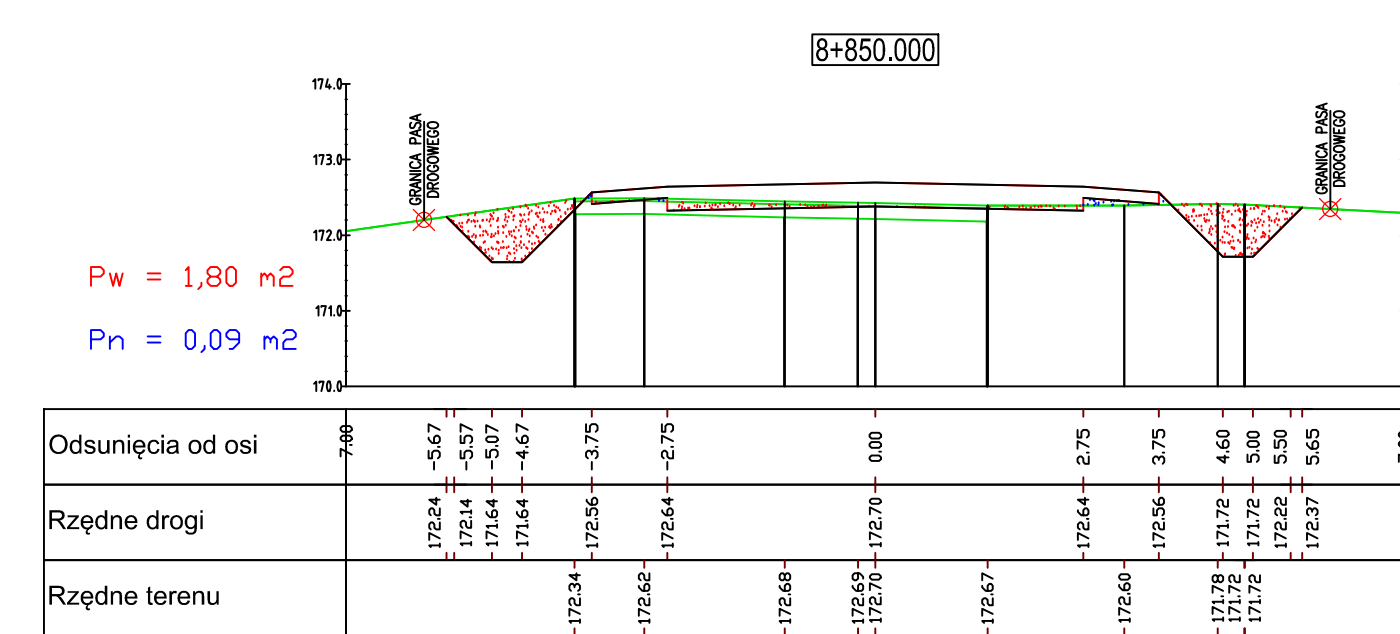 8+850.000
174.0
173.0
172.0
171.0
170.0
GRANICA PASA
DROGOWEGO
GRANICA PASA
DROGOWEGO
Pw = 1,80 m2
Pn = 0,09 m2
Odsunięcia od osi
7.00 -5.67 -5.57 -5.07 -4.67 -3.75 -2.75 0.00 2.75 3.75 4.60 5.00 5.50 5.65
Rzędne drogi
172.24 172.14 171.64 171.64 172.56 172.64 172.70 172.64 172.56 171.72 171.72 172.22 172.37
Rzędne terenu
172.34 172.62 172.68 172.69 172.70 172.67 172.60 171.78 171.72 171.72